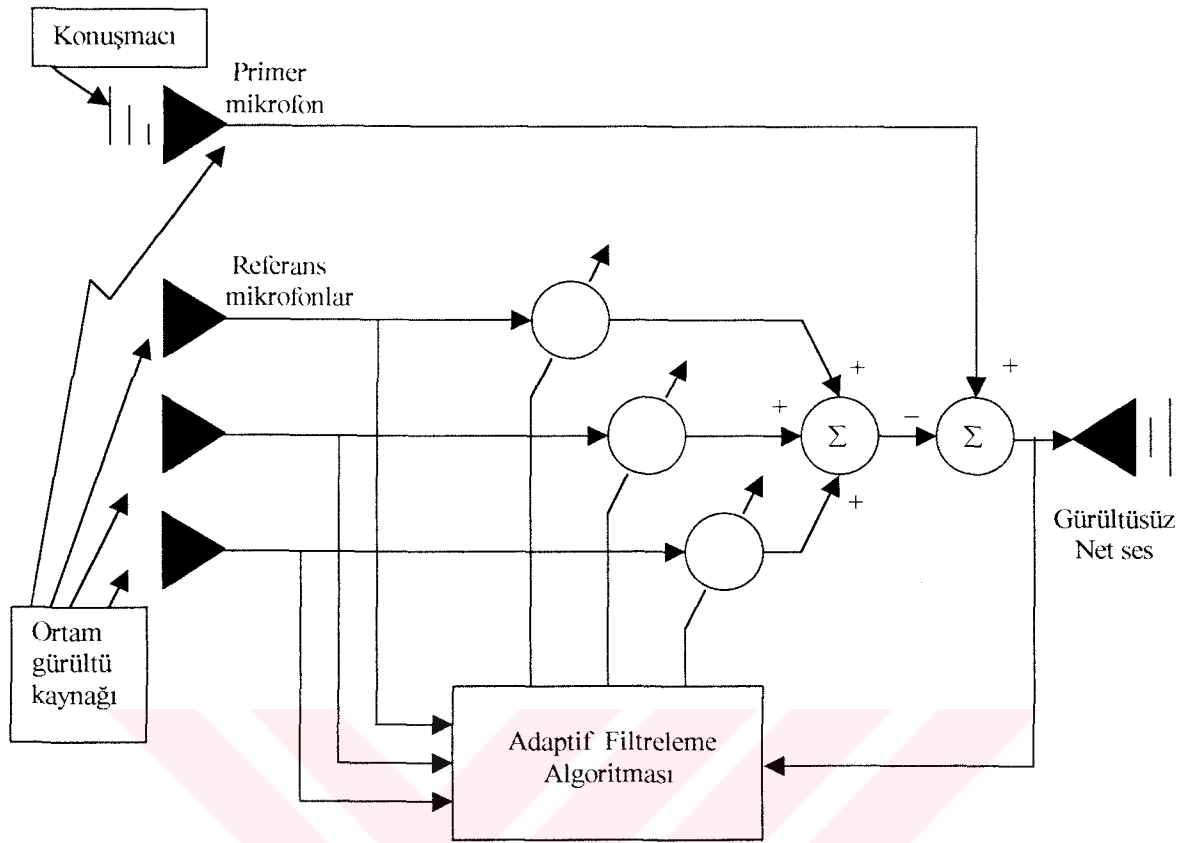 Konuşmacı
Primer
mikrofon
Referans
mikrofonlar
+
+
+
Σ
−
Σ
+
Gürültüsüz
Net ses
Ortam
gürültü
kaynağı
Adaptif Filtreleme
Algoritması